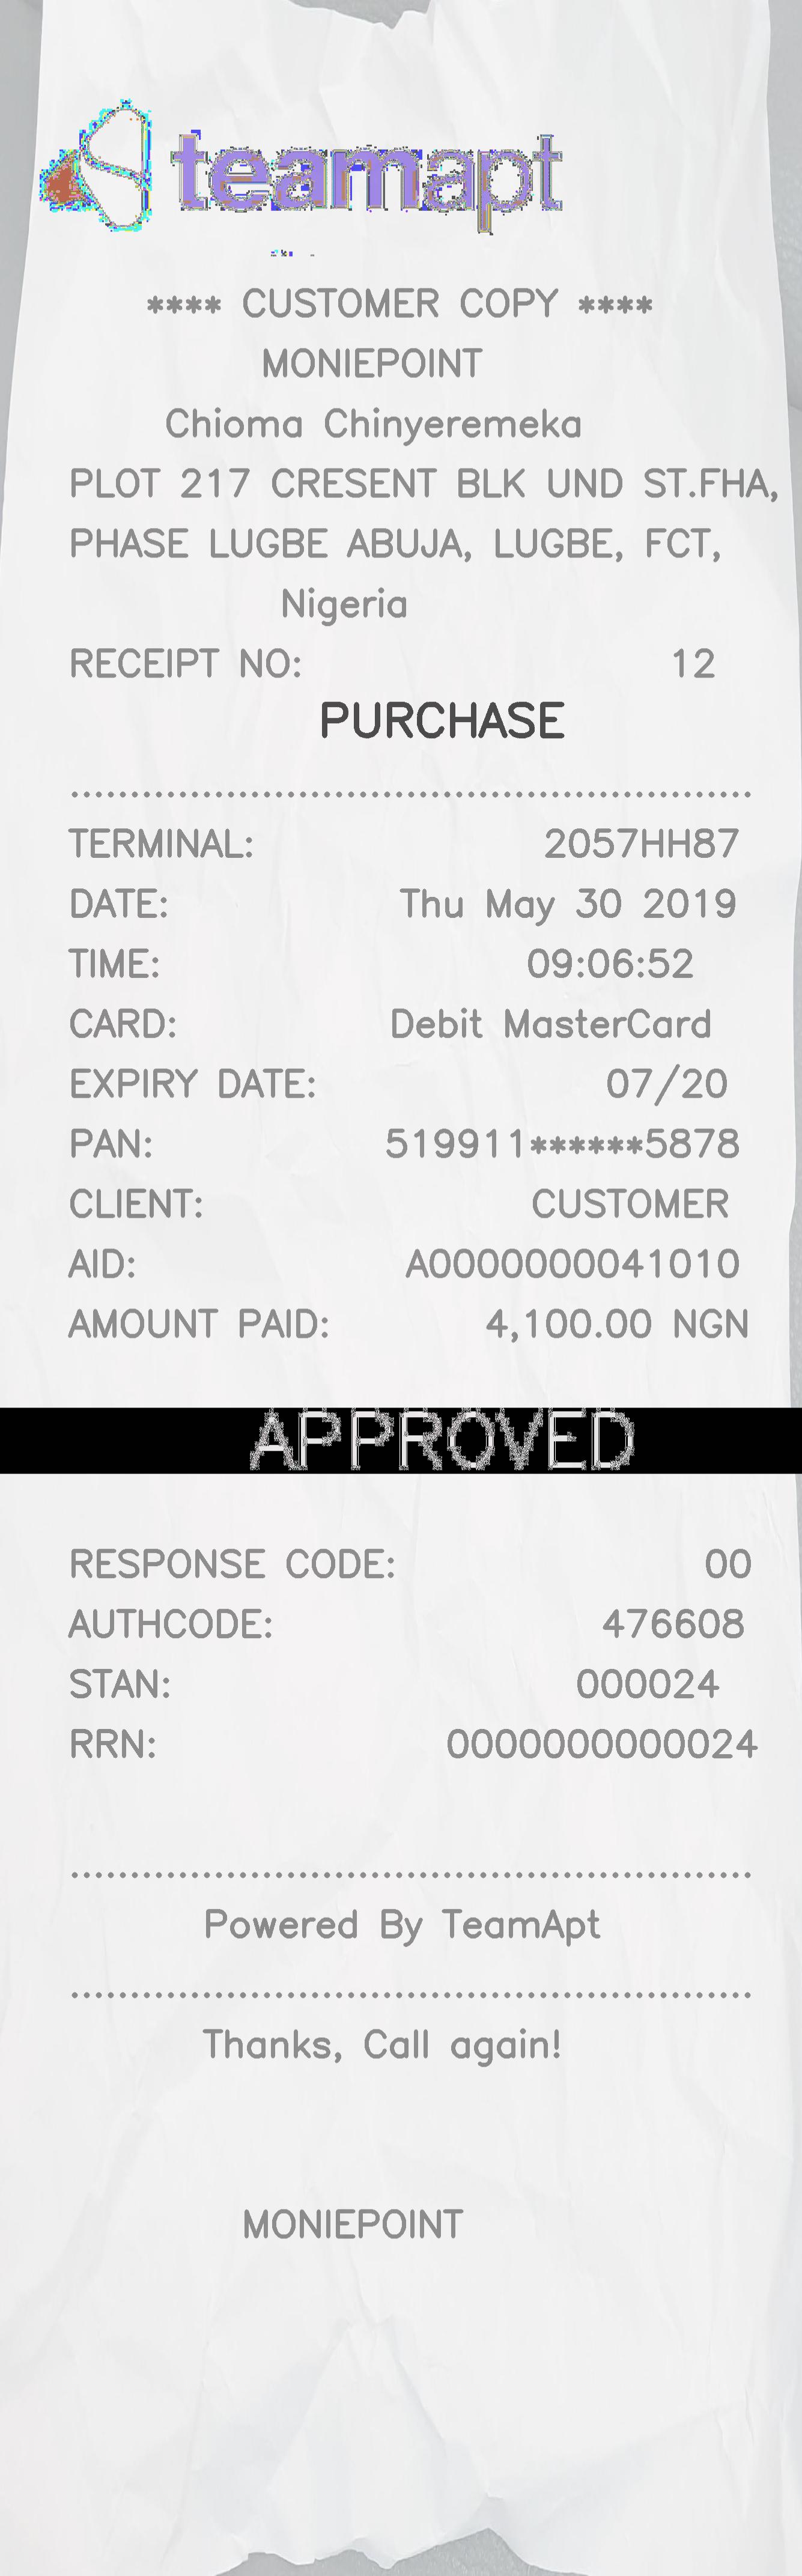 teamapt
**** CUSTOMER COPY ****
MONIEPOINT
Chioma Chinyeremeka
PLOT 217 CRESENT BLK UND ST.FHA,
PHASE LUGBE ABUJA, LUGBE, FCT,
Nigeria
RECEIPT NO: 12
PURCHASE
TERMINAL: 2057HH87
DATE: Thu May 30 2019
TIME: 09:06:52
CARD: Debit MasterCard
EXPIRY DATE: 07/20
PAN: 519911******5878
CLIENT: CUSTOMER
AID: A0000000041010
AMOUNT PAID: 4,100.00 NGN
APPROVED
RESPONSE CODE: 00
AUTHCODE: 476608
STAN: 000024
RRN: 0000000000024
Powered By TeamApt
Thanks, Call again!
MONIEPOINT